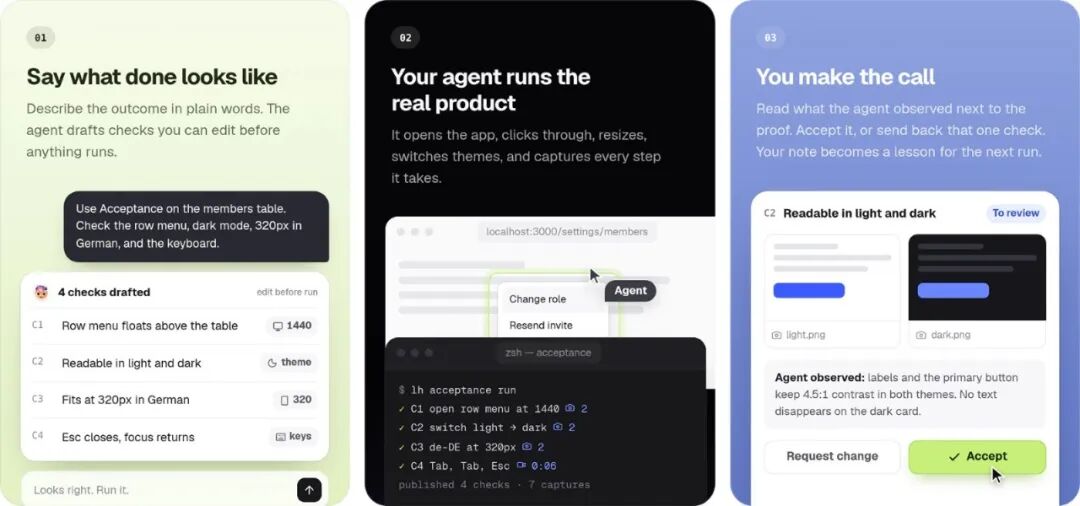 01
Say what done looks like
Describe the outcome in plain words. The
agent drafts checks you can edit before
anything runs.
Use Acceptance on the members table.
Check the row menu, dark mode, 320px in
German, and the keyboard.
4 checks drafted
edit before run
C1 Row menu floats above the table 1440
C2 Readable in light and dark theme
C3 Fits at 320px in German 320
C4 Esc closes, focus returns keys
Looks right. Run it.
02
Your agent runs the
real product
It opens the app, clicks through, resizes,
switches themes, and captures every step
it takes.
localhost:3000/settings/members
Agent
Change role
Resend invite
zsh — acceptance
$ lh acceptance run
✓ C1 open row menu at 1440 2
✓ C2 switch light → dark 2
✓ C3 de-DE at 320px 2
✓ C4 Tab, Tab, Esc 0:06
published 4 checks · 7 captures
03
You make the call
Read what the agent observed next to the
proof. Accept it, or send back that one check.
Your note becomes a lesson for the next run.
C2 Readable in light and dark To review
light.png
dark.png
Agent observed: labels and the primary button
keep 4.5:1 contrast in both themes. No text
disappears on the dark card.
Request change
✓ Accept